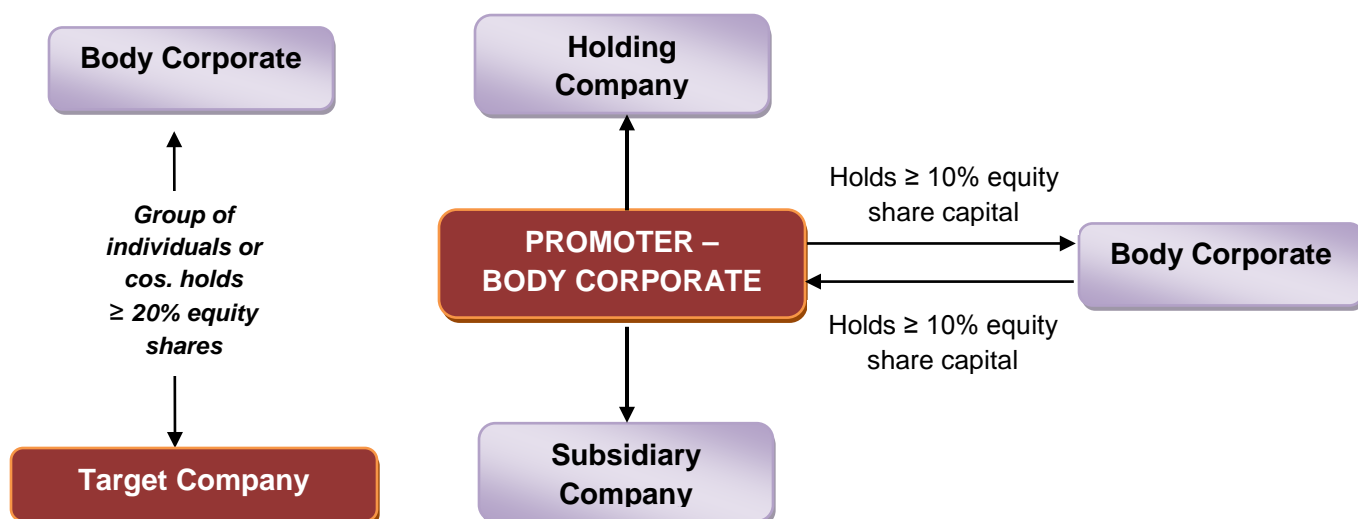 Body Corporate
Group of
individuals or
cos. holds
≥ 20% equity
shares
Target Company
Holding
Company
PROMOTER –
BODY CORPORATE
Holds ≥ 10% equity
share capital
Body Corporate
Holds ≥ 10% equity
share capital
Subsidiary
Company